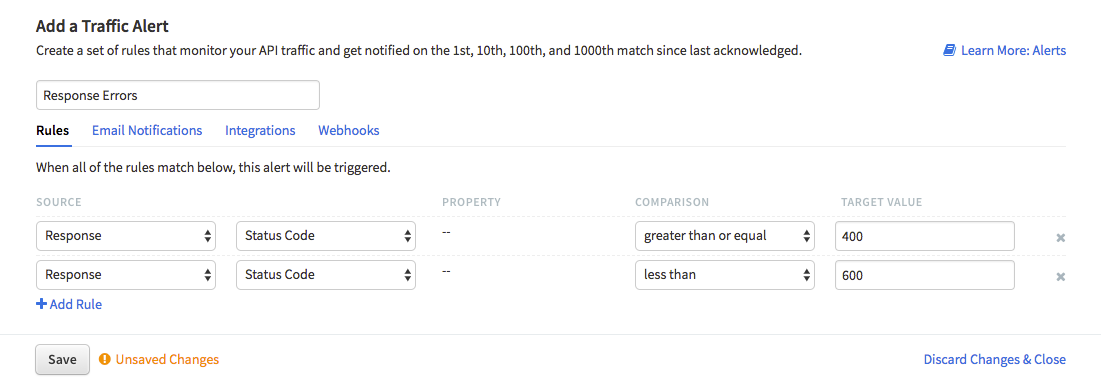 Add a Traffic Alert
Create a set of rules that monitor your API traffic and get notified on the 1st, 10th, 100th, and 1000th match since last acknowledged. Learn More: Alerts
Response Errors
Rules Email Notifications Integrations Webhooks
When all of the rules match below, this alert will be triggered.
SOURCE PROPERTY COMPARISON TARGET VALUE
Response Status Code -- greater than or equal 400
Response Status Code -- less than 600
Add Rule
Save Unsaved Changes Discard Changes & Close